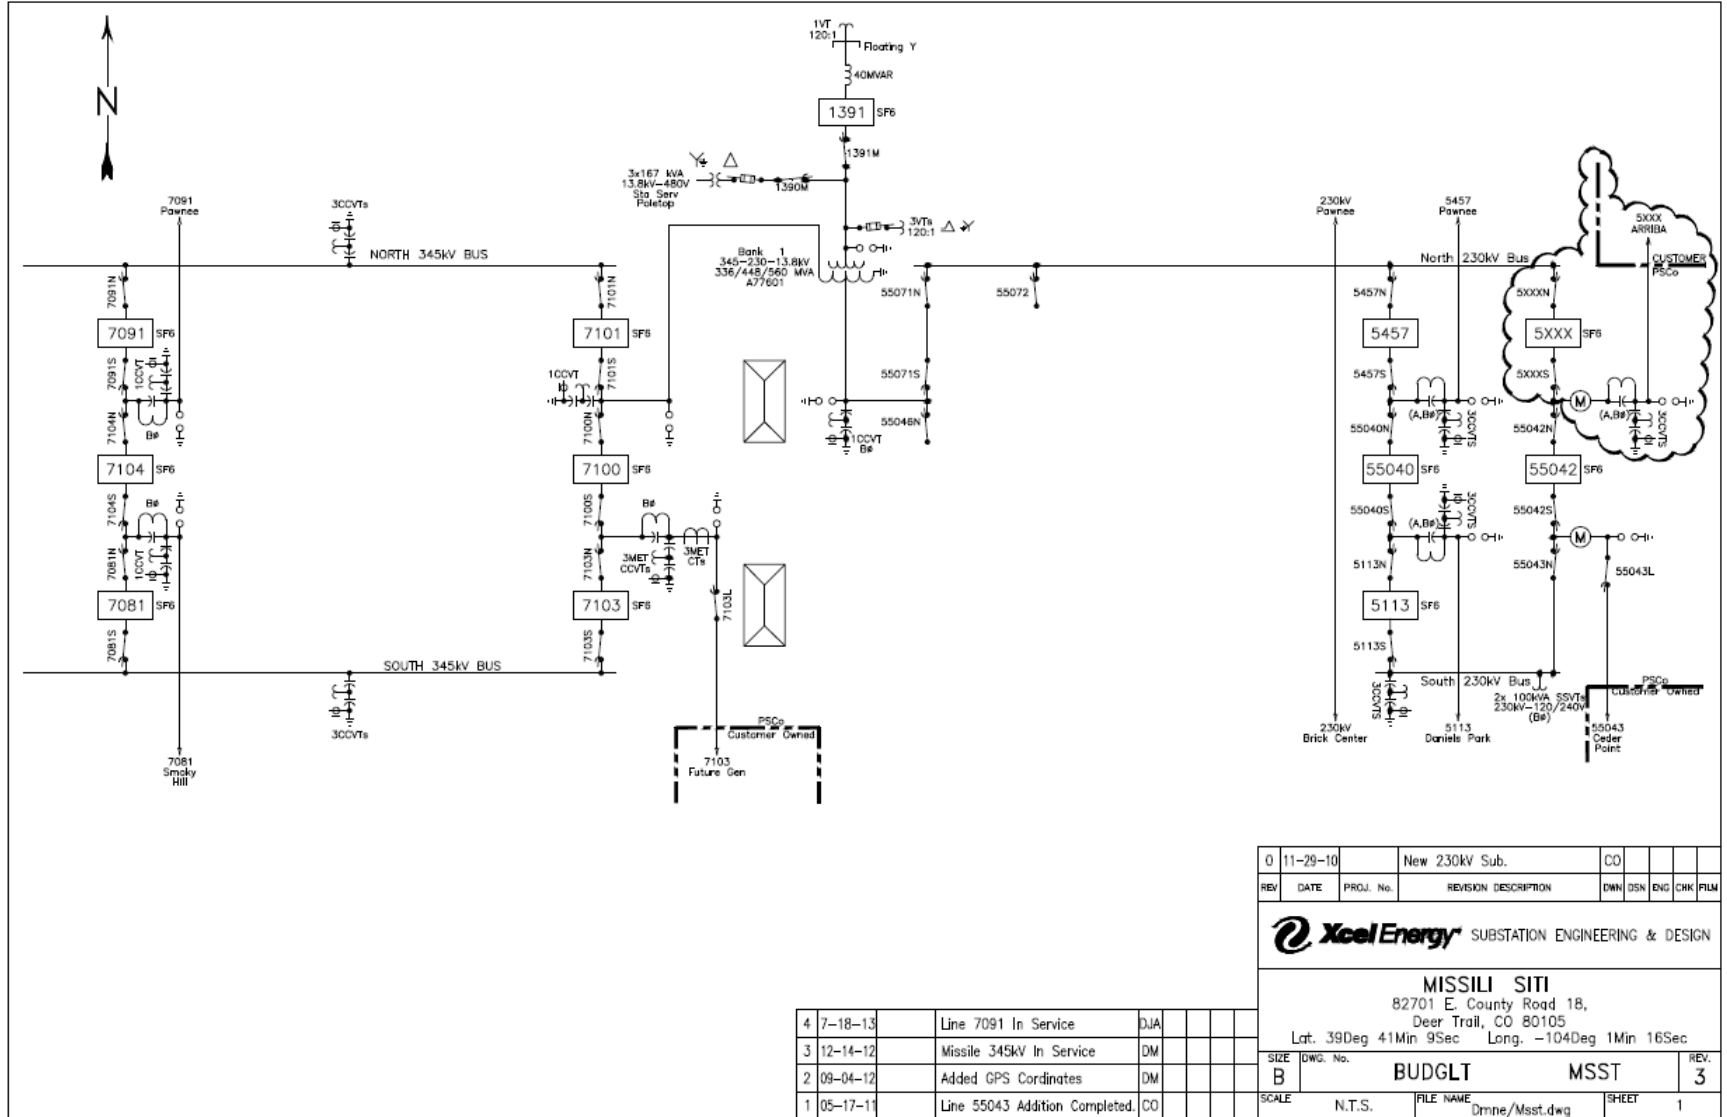 N
1VT
120:1
Floating Y
40MVAR
1391 SF6
1391M
3x167 kVA
13.8kV-480V
Sta Serv
Poletop
1390M
3VTs
120:1
Bank 1
345-230-13.8kV
336/448/560 MVA
A77601
7091
Pawnee
3CCVTs
NORTH 345kV BUS
7091N
7091 SF6
7091S
1CCVT
BØ
7104N
7104 SF6
7104S
BØ
1CCVT
7081N
7081 SF6
7081S
SOUTH 345kV BUS
3CCVTs
7081
Smoky
Hill
7101N
7101 SF6
7101S
1CCVT
7100N
7100 SF6
7100S
BØ
3MET
CCVTs
3MET
CTs
7103N
7103 SF6
7103S
7103L
PSCo
Customer Owned
7103
Future Gen
1CCVT
BØ
55071N
55071S
55046N
55072
230kV
Pawnee
5457
Pawnee
5XXX
ARRIBA
CUSTOMER
PSCo
North 230kV Bus
5457N
5457
5457S
(A,BØ)
3CCVTS
55040N
55040 SF6
55040S
(A,BØ)
3CCVTS
5113N
5113 SF6
5113S
3CCVTS
5XXXN
5XXX SF6
5XXXS
M
(A,BØ)
3CCVTS
55042N
55042 SF6
55042S
M
55043N
55043L
South 230kV Bus
2x 100kVA SSVTs
230kV-120/240V
(BØ)
PSCo
Customer Owned
230kV
Brick Center
5113
Daniels Park
55043
Ceder
Point
0 11-29-10 New 230kV Sub. CO
REV DATE PROJ. No. REVISION DESCRIPTION DWN DSN ENG CHK FILM
Xcel Energy SUBSTATION ENGINEERING & DESIGN
MISSILI SITI
82701 E. County Road 18,
Deer Trail, CO 80105
Lat. 39Deg 41Min 9Sec Long. -104Deg 1Min 16Sec
SIZE DWG. No. REV.
B BUDGLT MSST 3
SCALE N.T.S. FILE NAME Dmne/Msst.dwg SHEET 1
4 7-18-13 Line 7091 In Service DJA
3 12-14-12 Missile 345kV In Service DM
2 09-04-12 Added GPS Cordinates DM
1 05-17-11 Line 55043 Addition Completed. CO